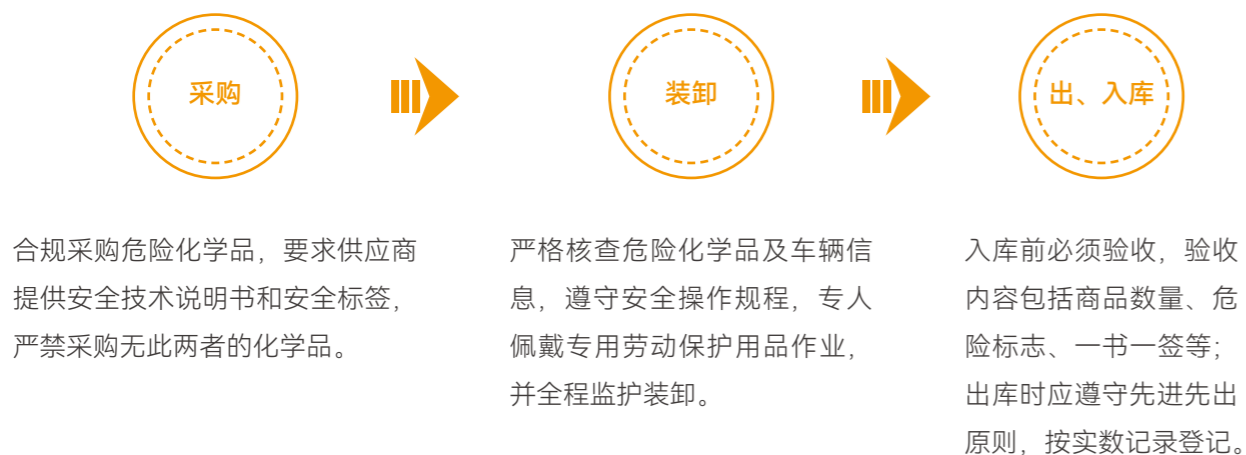 采购
装卸
出、入库
合规采购危险化学品，要求供应商
提供安全技术说明书和安全标签，
严禁采购无此两者的化学品。
严格核查危险化学品及车辆信
息，遵守安全操作规程，专人
佩戴专用劳动保护用品作业，
并全程监护装卸。
入库前必须验收，验收
内容包括商品数量、危
险标志、一书一签等；
出库时应遵守先进先出
原则，按实数记录登记。